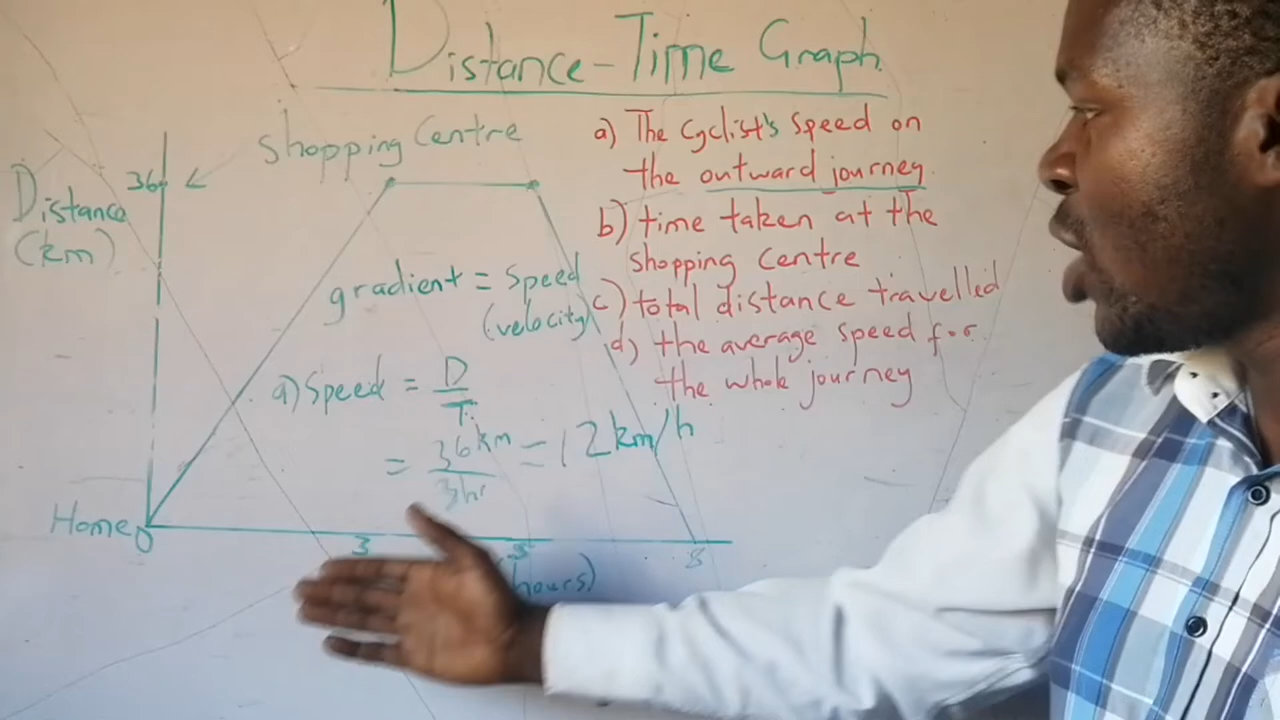 Distance-Time Graph
Shopping Centre
36
Distance
(km)
gradient = Speed
(velocity)
a) Speed = D
T
= 36km = 12km/h
3hr
Home 0
3
5
8
(hours)
a) The Cyclist's Speed on
the outward journey
b) time taken at the
shopping centre
c) total distance travelled
d) the average speed for
the whole journey